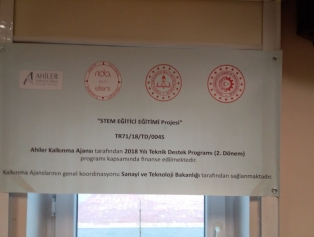 AHİLER
"STEM EĞİTİCİ EĞİTİMİ Projesi"
TR71/18/TD/0045
Ahiler Kalkınma Ajansı tarafından 2018 Yılı Teknik Destek Programı (2. Dönem)
programı kapsamında finanse edilmektedir.
Kalkınma Ajanslarının genel koordinasyonu Sanayi ve Teknoloji Bakanlığı tarafından sağlanmaktadır.